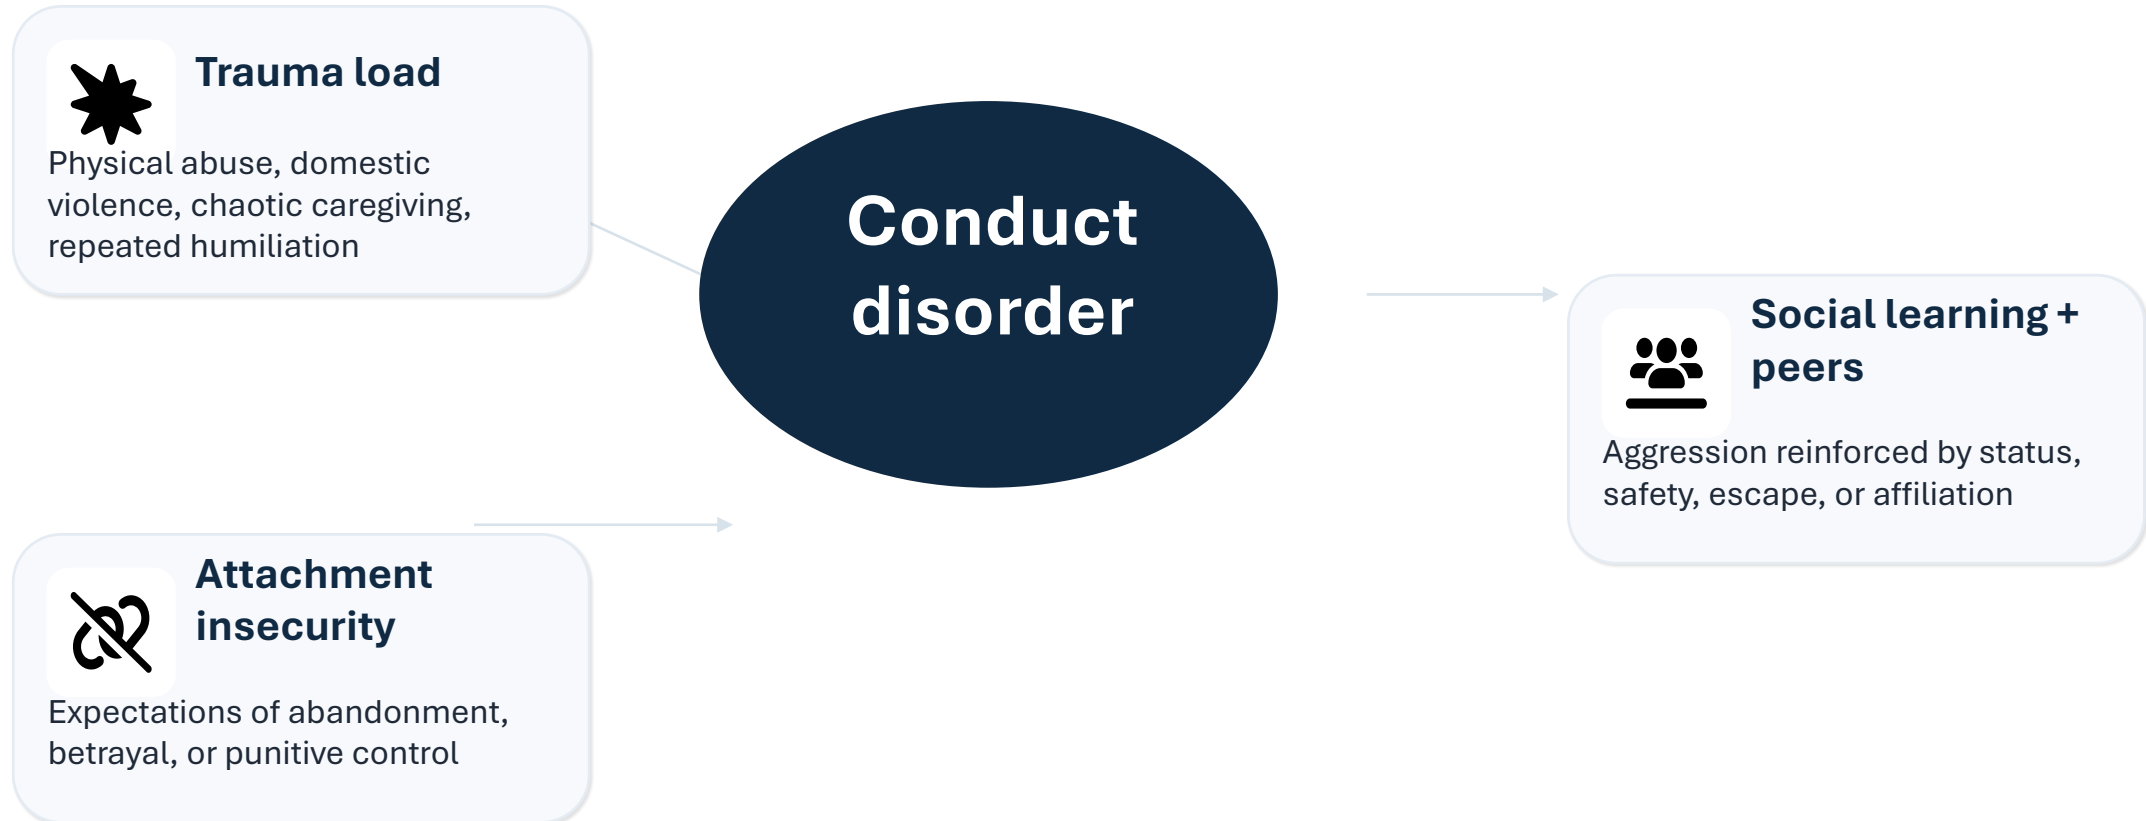 Trauma load
Physical abuse, domestic
violence, chaotic caregiving,
repeated humiliation
Conduct
disorder
Social learning +
peers
Aggression reinforced by status,
safety, escape, or affiliation
Attachment
insecurity
Expectations of abandonment,
betrayal, or punitive control